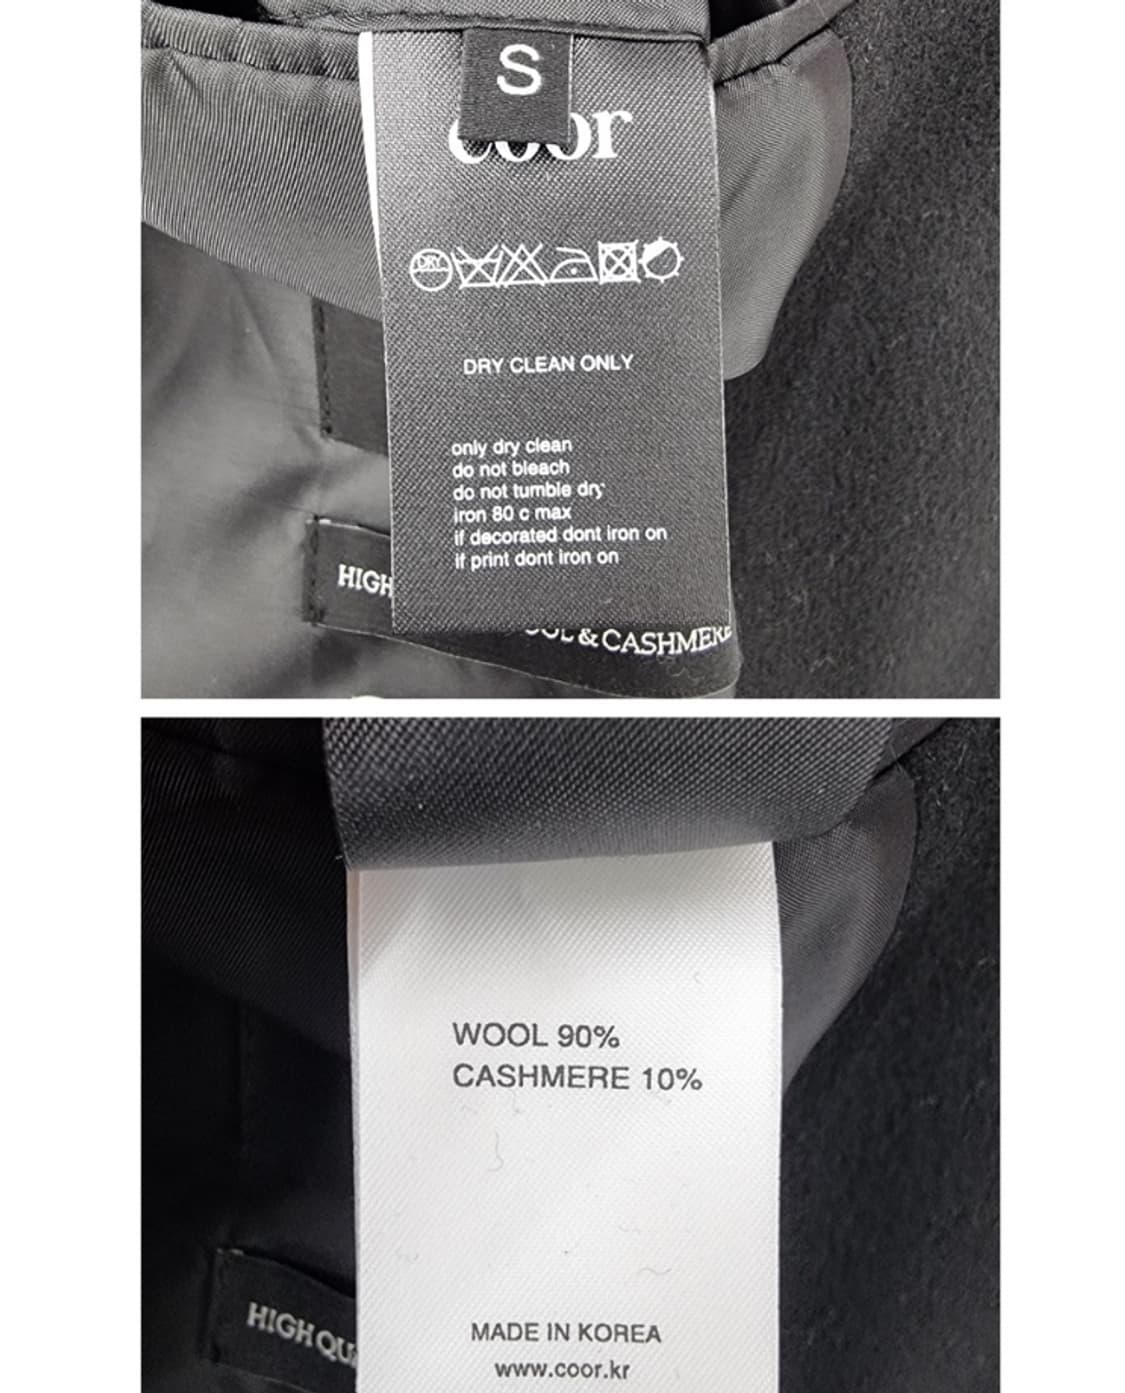 S
coor
DRY
DRY CLEAN ONLY
only dry clean
do not bleach
do not tumble dry
iron 80 c max
if decorated dont iron on
if print dont iron on
HIGH
&CASHMERE
WOOL 90%
CASHMERE 10%
HIGH
MADE IN KOREA
www.coor.kr